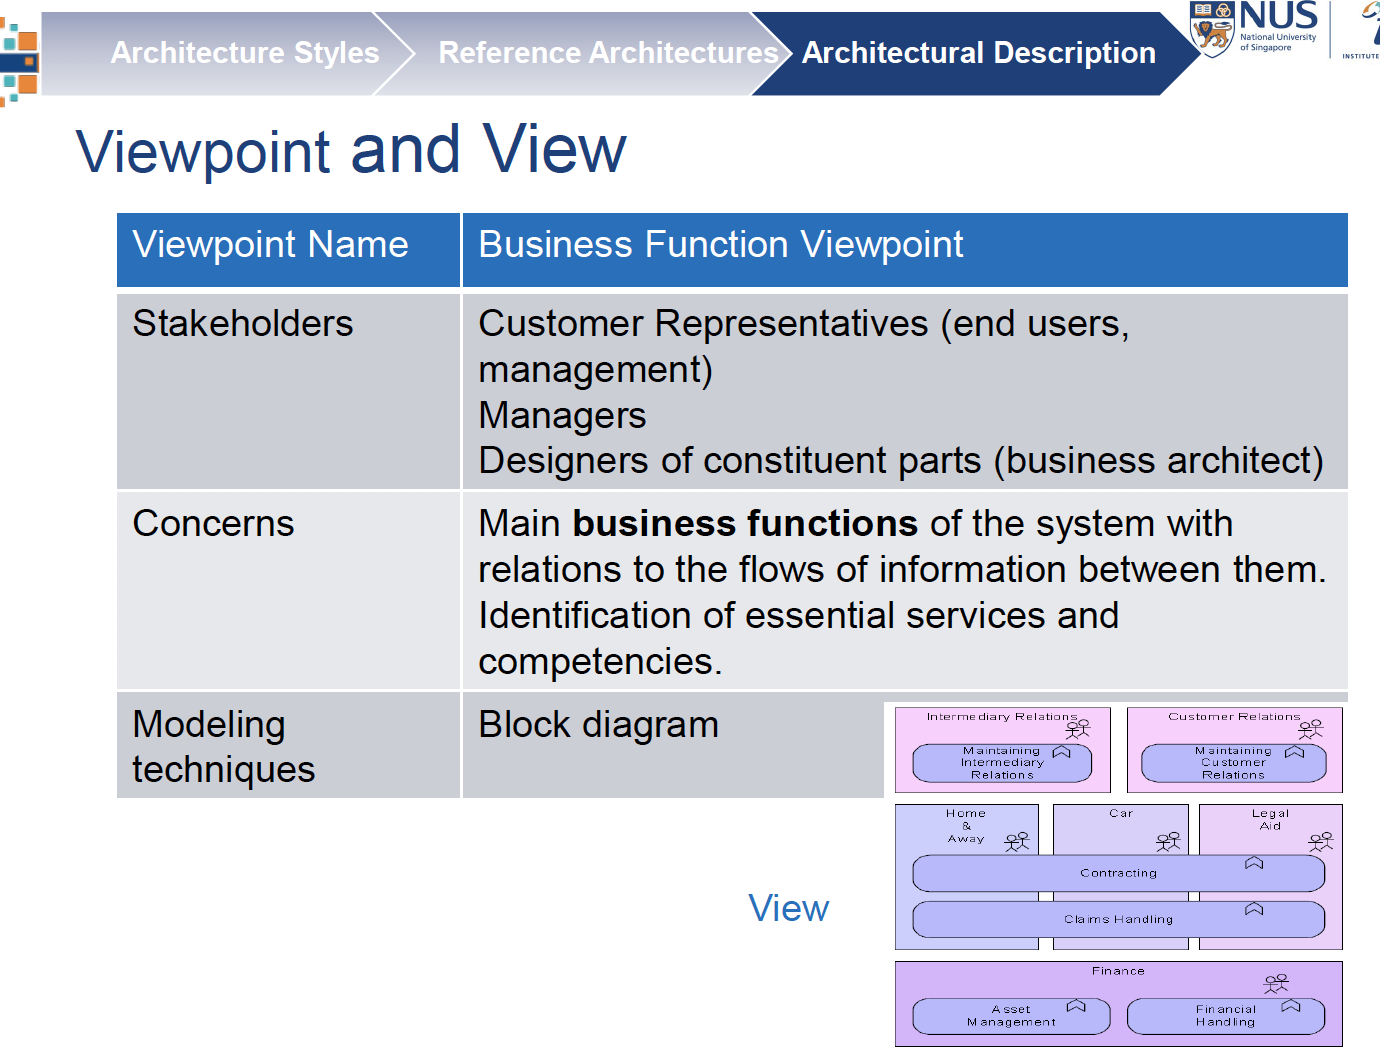 Architecture Styles
Reference Architectures
Architectural Description
NUS
National University
of Singapore
INSTITUTE
Viewpoint and View
Viewpoint Name
Business Function Viewpoint
Stakeholders
Customer Representatives (end users,
management)
Managers
Designers of constituent parts (business architect)
Concerns
Main business functions of the system with
relations to the flows of information between them.
Identification of essential services and
competencies.
Modeling
techniques
Block diagram
View
Intermediary Relations
Maintaining
Intermediary
Relations
Customer Relations
Maintaining
Customer
Relations
Home
&
Away
Car
Legal
Aid
Contracting
Claims Handling
Finance
Asset
Management
Financial
Handling